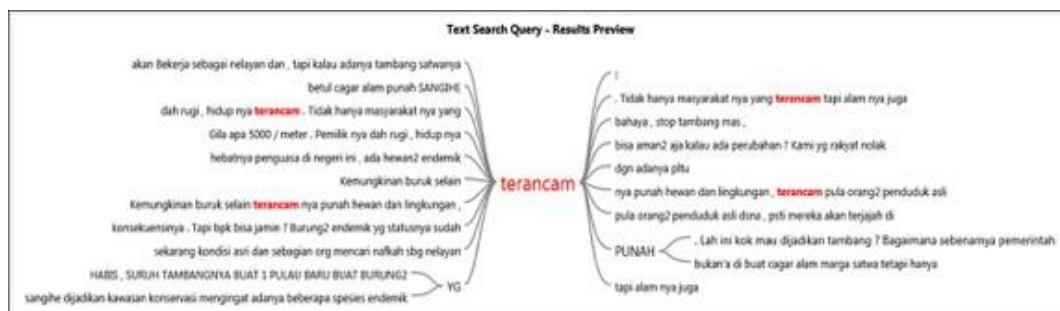 Text Search Query - Results Preview
akan Bekerja sebagai nelayan dan , tapi kalau adanya tambang satwanya
betul cagar alam punah SANGIHE
dah rugi , hidup nya terancam . Tidak hanya masyarakat nya yang
Gila apa 5000 / meter . Pemilik nya dah rugi , hidup nya
hebatnya penguasa di negeri ini , ada hewan2 endemik
Kemungkinan buruk selain
Kemungkinan buruk selain terancam nya punah hewan dan lingkungan ,
konsekuensinya . Tapi bpk bisa jamin ? Burung2 endemik yg statusnya sudah
sekarang kondisi asri dan sebagian org mencari nafkah sbg nelayan
HABIS , SURUH TAMBANGNYA BUAT 1 PULAU BARU BUAT BURUNG2
sangihe dijadikan kawasan konservasi mengingat adanya beberapa spesies endemik
YG
terancam
. Tidak hanya masyarakat nya yang terancam tapi alam nya juga
bahaya , stop tambang mas ,
bisa aman2 aja kalau ada perubahan ? Kami yg rakyat nolak
dgn adanya pltu
nya punah hewan dan lingkungan , terancam pula orang2 penduduk asli
pula orang2 penduduk asli dsna , psti mereka akan terjajah di
PUNAH
. Lah ini kok mau dijadikan tambang ? Bagaimana sebenarnya pemerintah
bukan'a di buat cagar alam marga satwa tetapi hanya
tapi alam nya juga